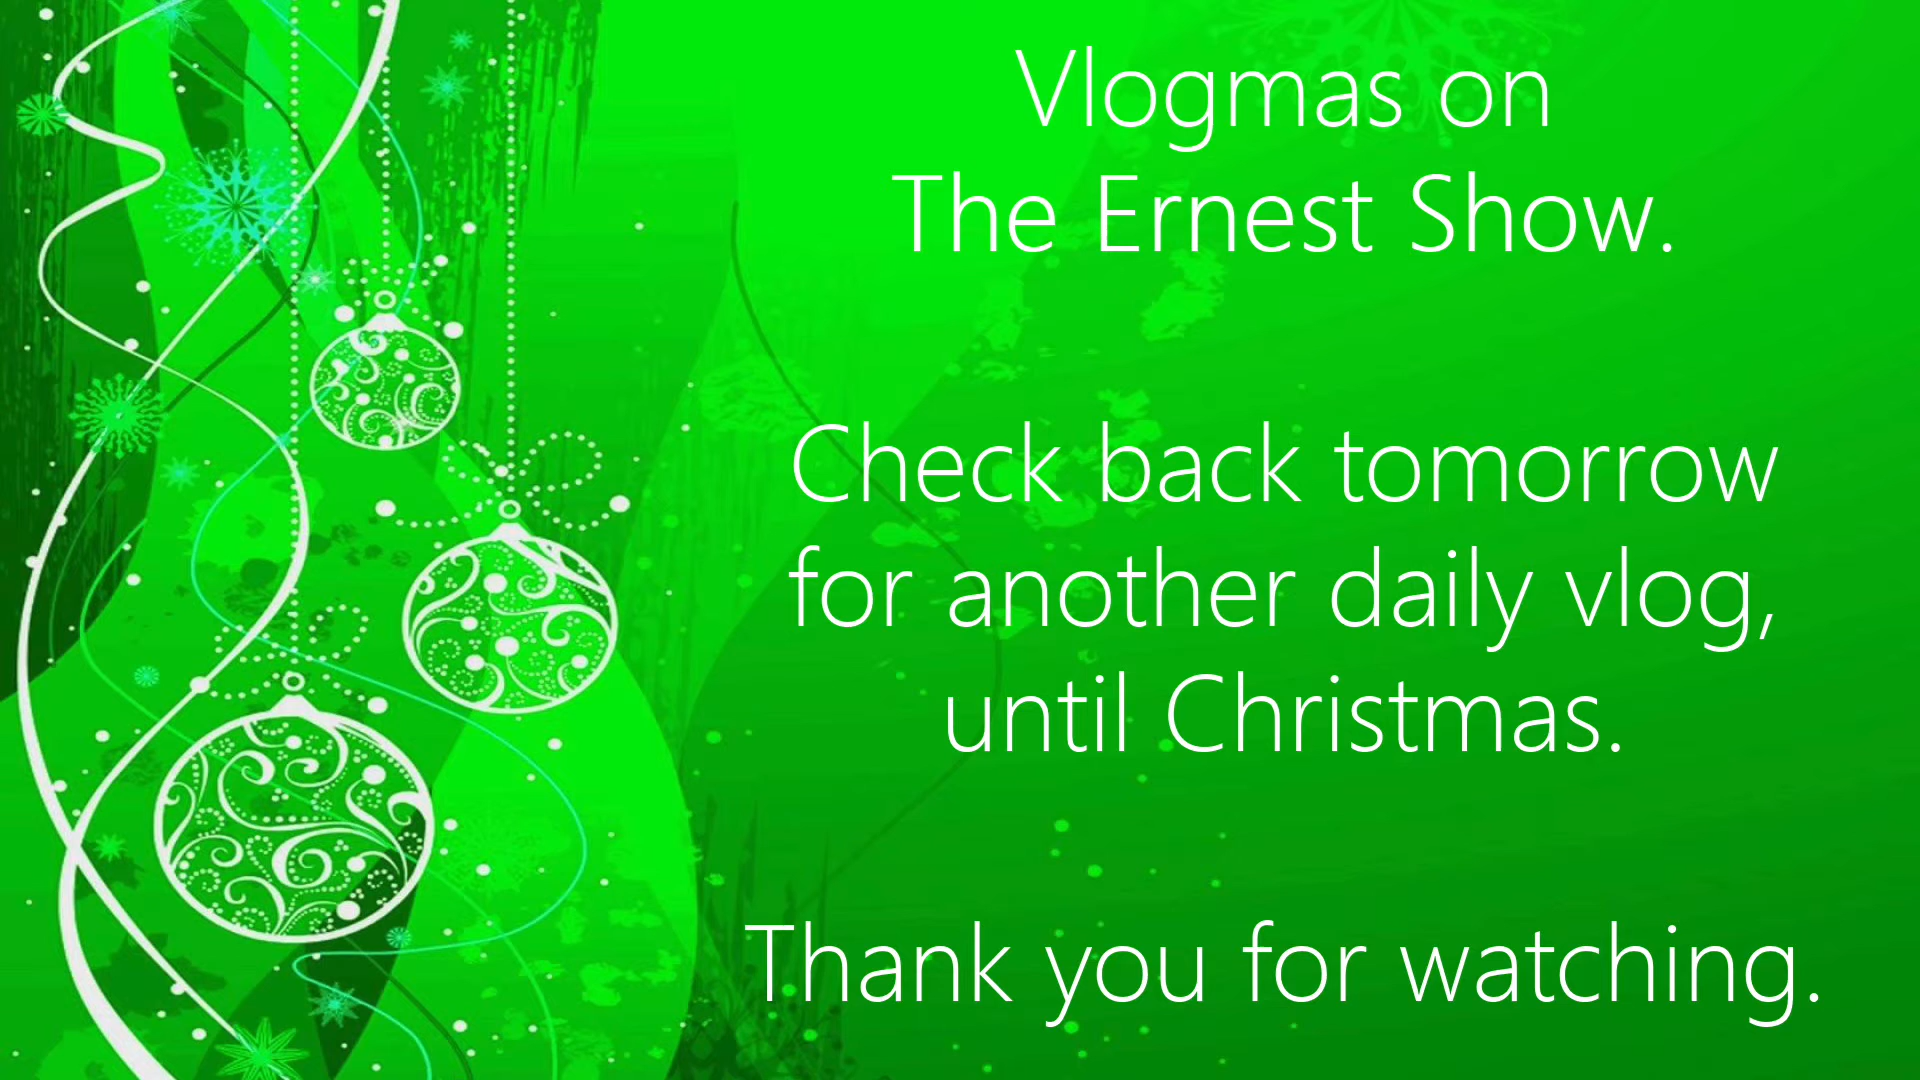 Vlogmas on
The Ernest Show.
Check back tomorrow
for another daily vlog,
until Christmas.
Thank you for watching.